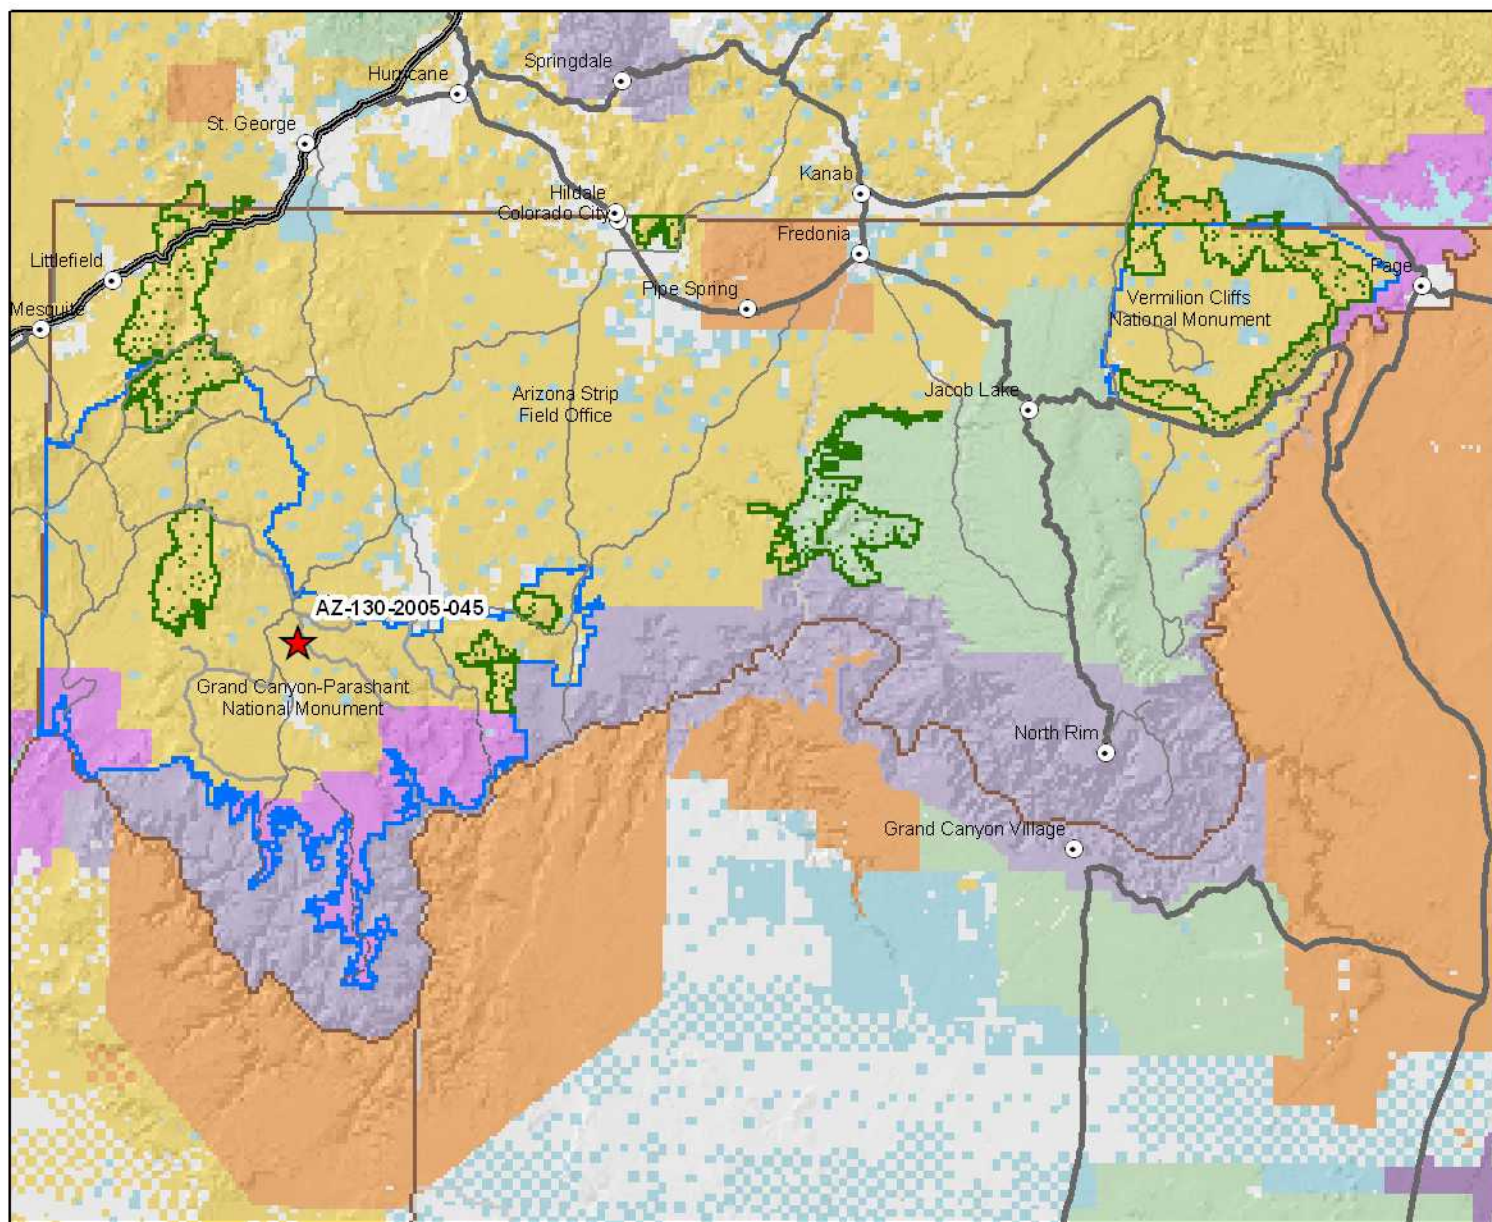 Springdale
Hurricane
St. George
Kanab
Hildale
Colorado City
Fredonia
Littlefield
Page
Pipe Spring
Vermilion Cliffs
National Monument
Mesquite
Arizona Strip
Field Office
Jacob Lake
AZ-130-2005-045
Grand Canyon-Parashant
National Monument
North Rim
Grand Canyon Village